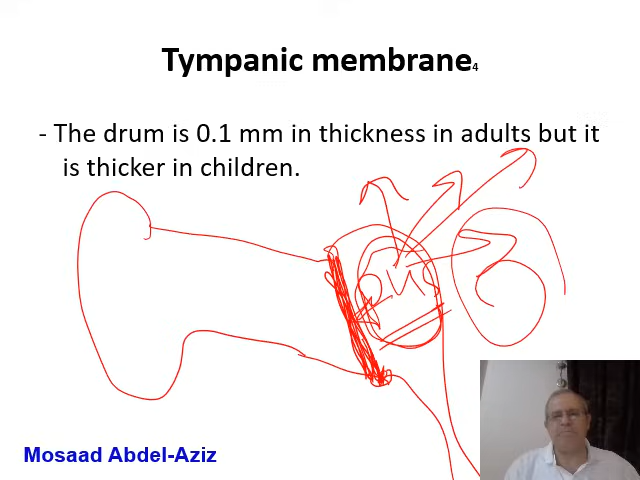 Tympanic membrane4
- The drum is 0.1 mm in thickness in adults but it
is thicker in children.
pus
Mosaad Abdel-Aziz